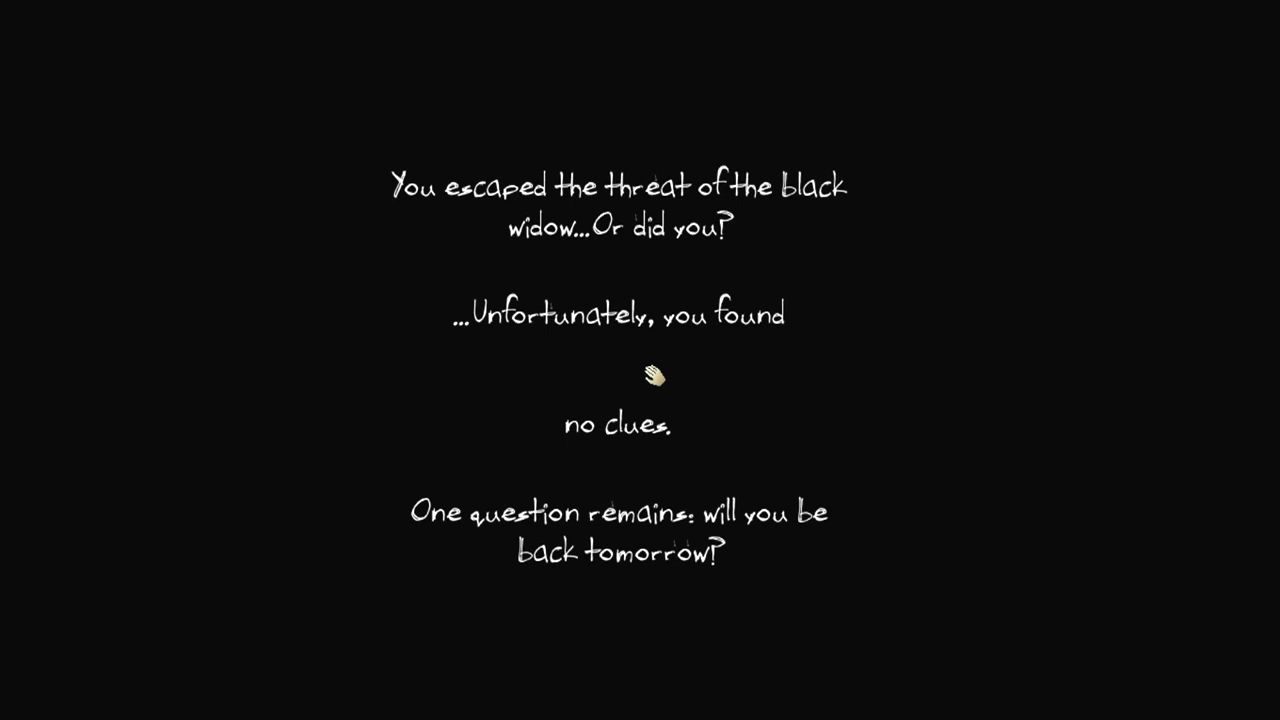 You escaped the threat of the black
widow...Or did you?
...Unfortunately, you found
no clues.
One question remains: will you be
back tomorrow?